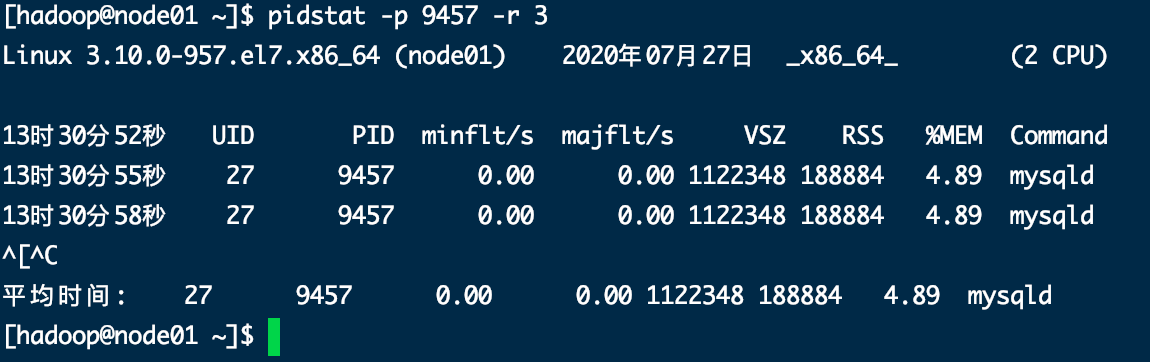 [hadoop@node01 ~]$ pidstat -p 9457 -r 3
Linux 3.10.0-957.el7.x86_64 (node01) 2020年07月27日 _x86_64_ (2 CPU)
13时30分52秒 UID PID minflt/s majflt/s VSZ RSS %MEM Command
13时30分55秒 27 9457 0.00 0.00 1122348 188884 4.89 mysqld
13时30分58秒 27 9457 0.00 0.00 1122348 188884 4.89 mysqld
^[^C
平均时间: 27 9457 0.00 0.00 1122348 188884 4.89 mysqld
[hadoop@node01 ~]$